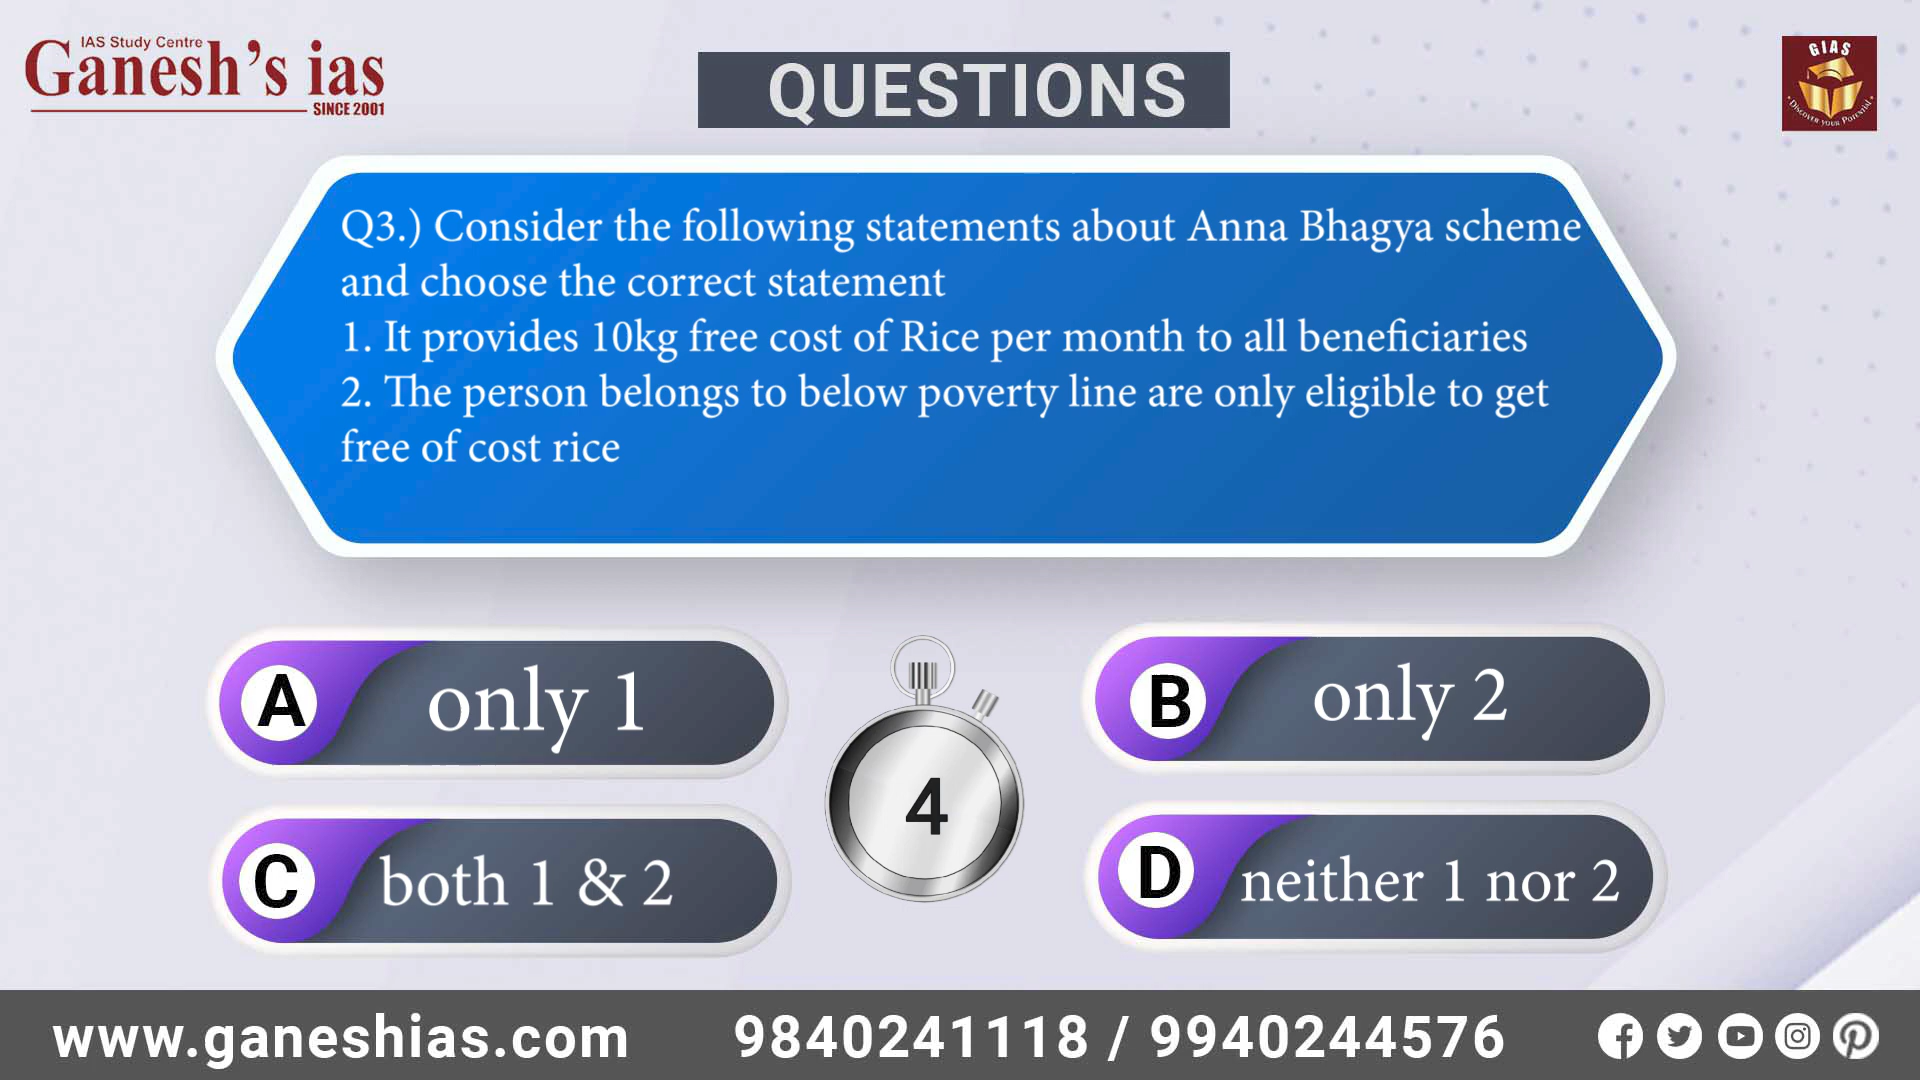 IAS Study Centre
Ganesh's ias
SINCE 2001
QUESTIONS
GIAS
DISCOVER YOUR POTENTIAL
Q3.) Consider the following statements about Anna Bhagya scheme
and choose the correct statement
1. It provides 10kg free cost of Rice per month to all beneficiaries
2. The person belongs to below poverty line are only eligible to get
free of cost rice
A only 1
B only 2
4
C both 1 & 2
D neither 1 nor 2
www.ganeshias.com 9840241118 / 9940244576